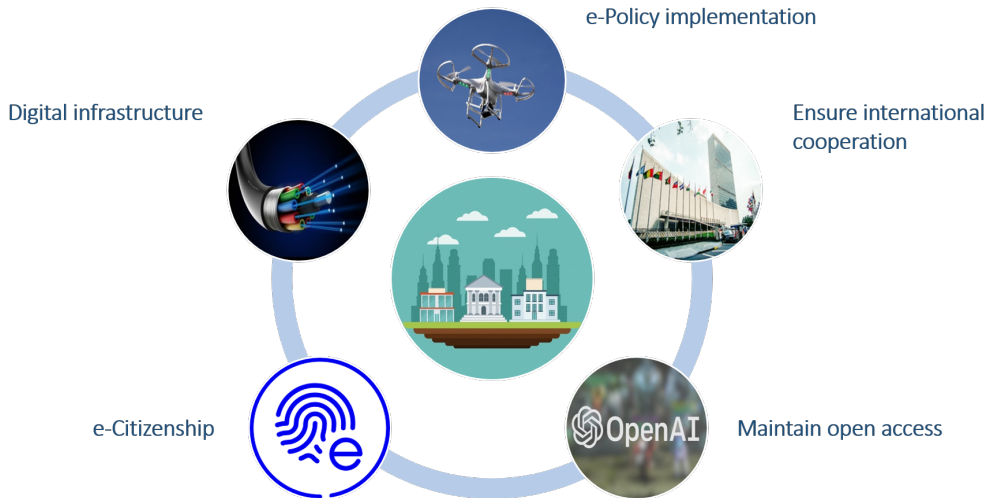 e-Policy implementation
Digital infrastructure
Ensure international
cooperation
OpenAI
e-Citizenship
Maintain open access